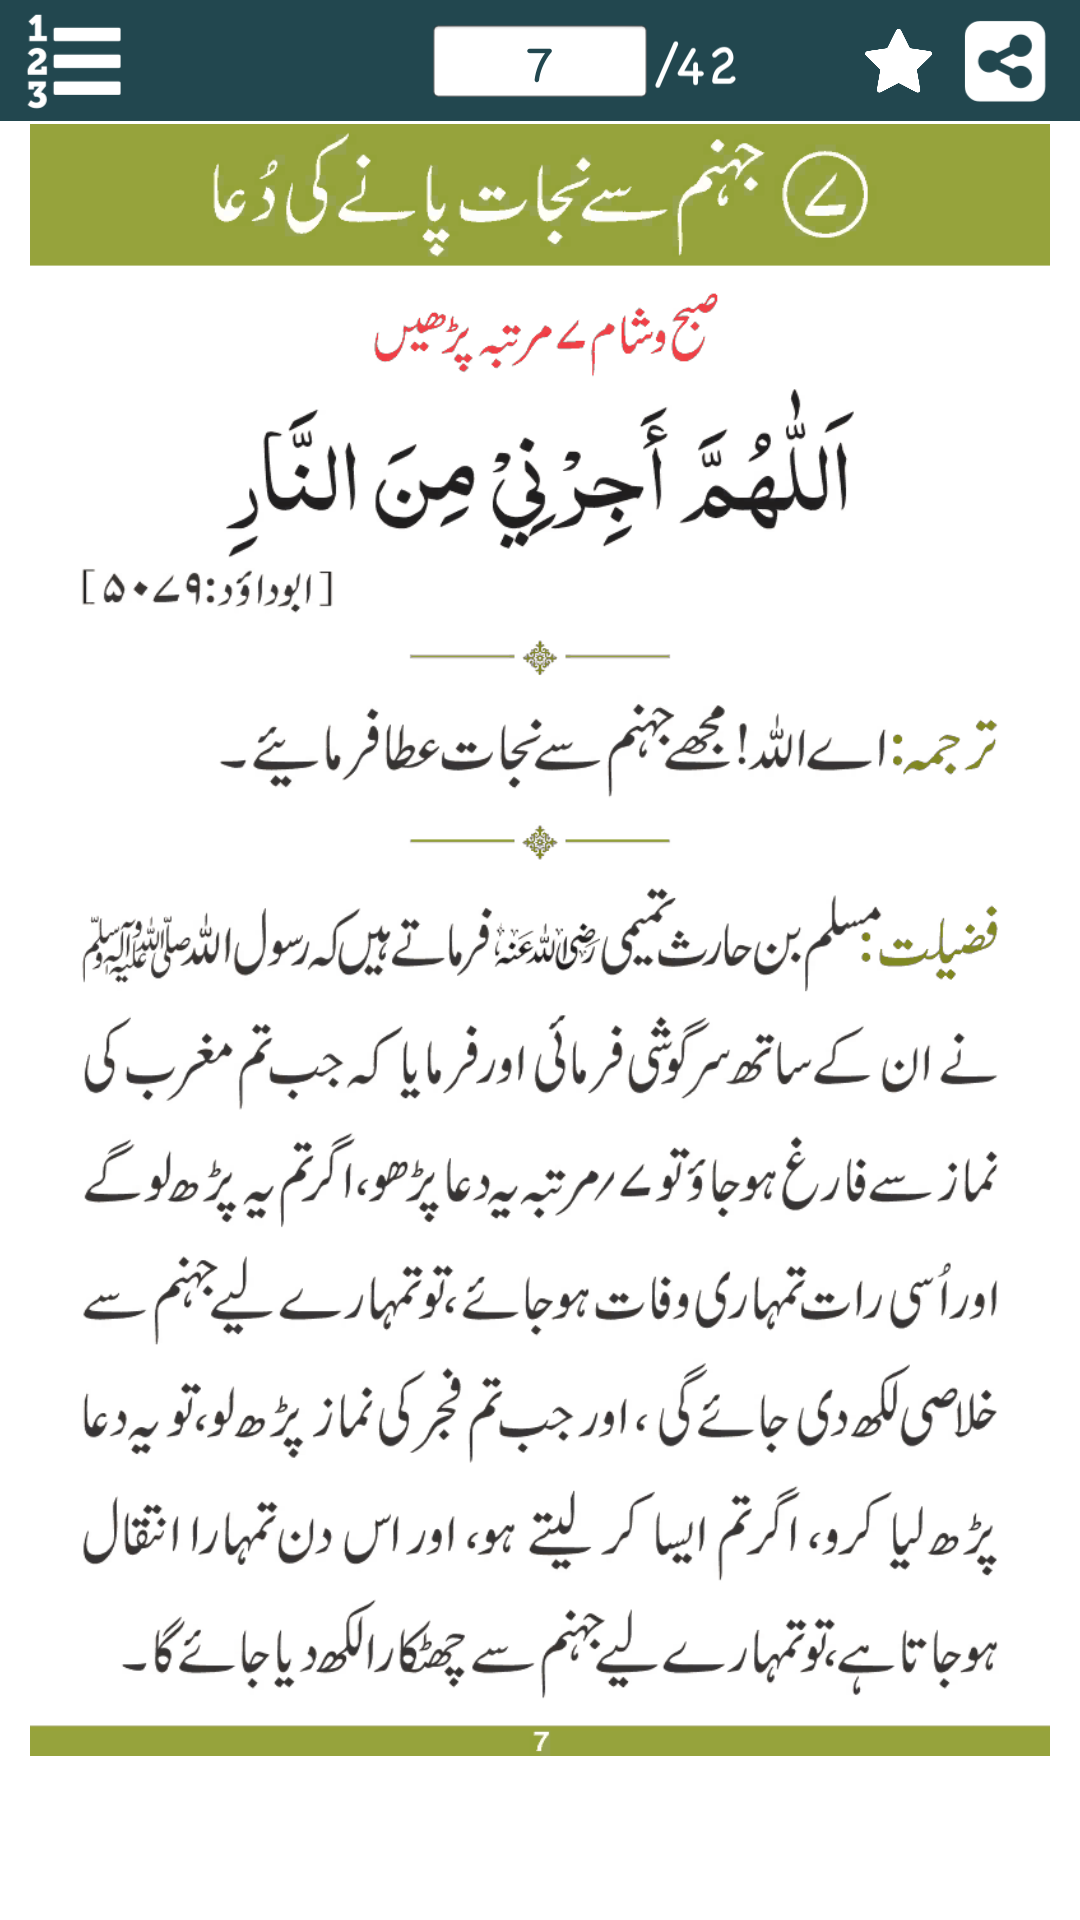 1
2
3
7 /42
۷ جہنم سے نجات پانے کی دُعا
صبح و شام ۷ مرتبہ پڑھیں
اَللّٰهُمَّ أَجِرْنِيْ مِنَ النَّارِ
[ابوداؤد:۵۰۷۹]
ترجمہ: اے اللہ! مجھے جہنم سے نجات عطا فرمائیے۔
فضیلت: مسلم بن حارث تمیمی رَضِيَ اللهُ عَنْهُ فرماتے ہیں کہ رسول اللہ صلی اللہ علیہ وآلہ وسلم
نے ان کے ساتھ سرگوشی فرمائی اور فرمایا کہ جب تم مغرب کی
نماز سے فارغ ہوجاؤ تو ۷؍مرتبہ یہ دعا پڑھو، اگر تم یہ پڑھ لوگے
اور اُسی رات تمہاری وفات ہوجائے، تو تمہارے لیے جہنم سے
خلاصی لکھ دی جائے گی، اور جب تم فجر کی نماز پڑھ لو، تو یہ دعا
پڑھ لیا کرو، اگر تم ایسا کر لیتے ہو، اور اس دن تمہارا انتقال
ہوجاتا ہے، تو تمہارے لیے جہنم سے چھٹکارا لکھ دیا جائے گا۔
7